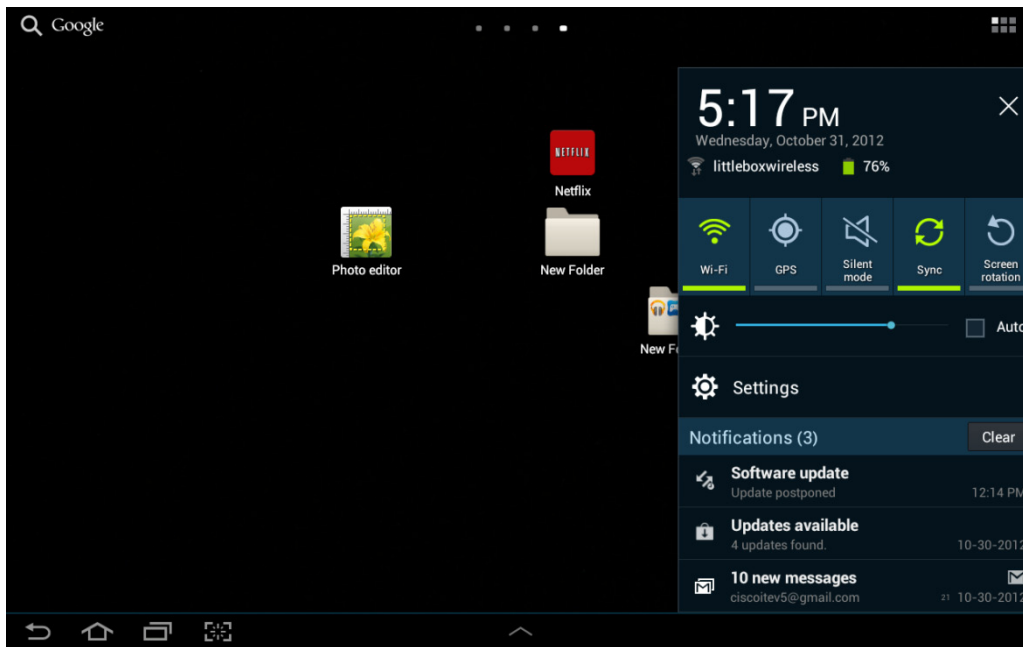 Google
5:17 PM
Wednesday, October 31, 2012
littleboxwireless 76%
NETFLIX
Netflix
Photo editor
New Folder
New Fo
Wi-Fi
GPS
Silent
mode
Sync
Screen
rotation
Auto
Settings
Notifications (3)
Clear
Software update
Update postponed 12:14 PM
Updates available
4 updates found. 10-30-2012
10 new messages
ciscoitev5@gmail.com 21 10-30-2012